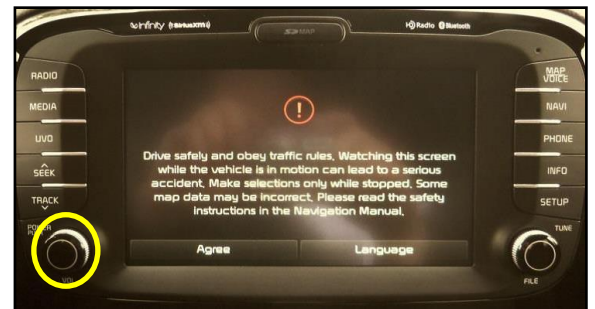 infinity (((SiriusXM)))
SD MAP
HD Radio Bluetooth
RADIO
MEDIA
UVO
SEEK
TRACK
POWER
PUSH
VOL
Drive safely and obey traffic rules. Watching this screen
while the vehicle is in motion can lead to a serious
accident. Make selections only while stopped. Some
map data may be incorrect. Please read the safety
instructions in the Navigation Manual.
Agree
Language
MAP
VOICE
NAVI
PHONE
INFO
SETUP
TUNE
FILE